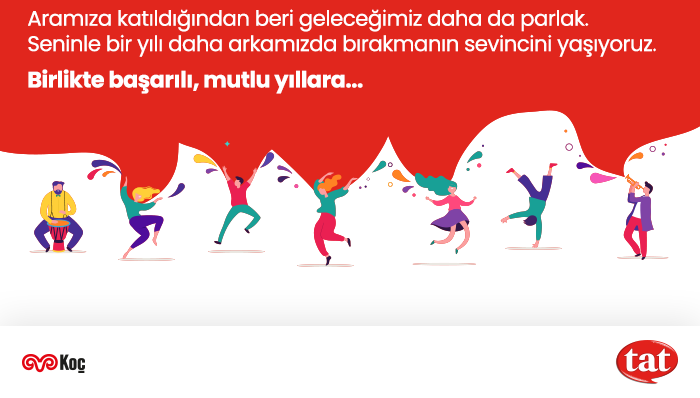 Aramıza katıldığından beri geleceğimiz daha da parlak.
Seninle bir yılı daha arkamızda bırakmanın sevincini yaşıyoruz.
Birlikte başarılı, mutlu yıllara...
Koç
tat